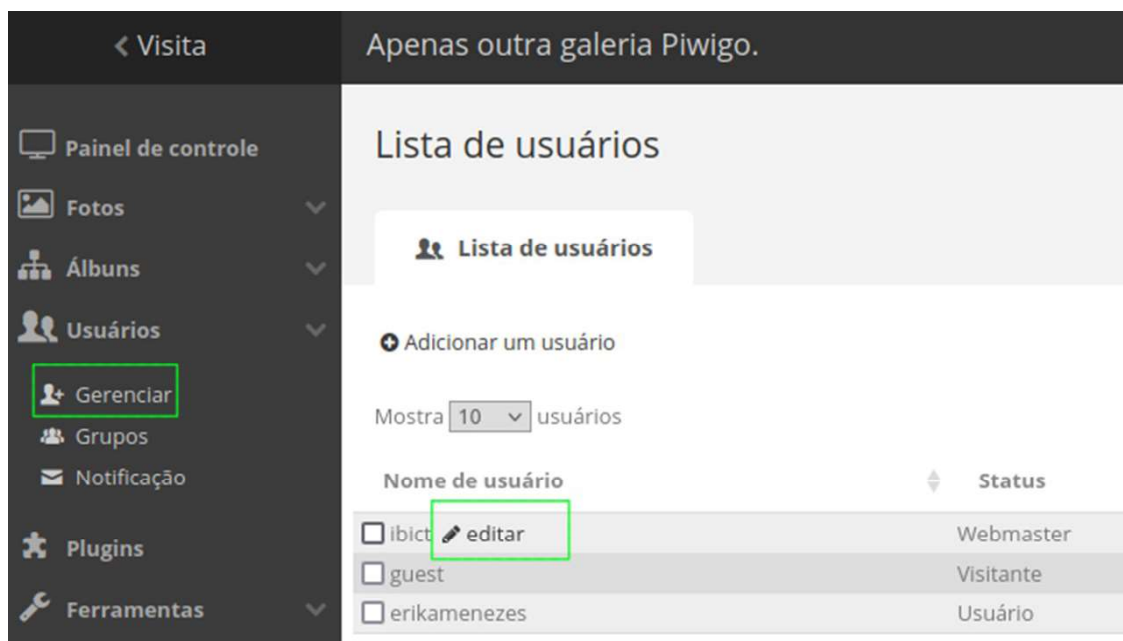 Visita
Apenas outra galeria Piwigo.
Painel de controle
Fotos
Álbuns
Usuários
Gerenciar
Grupos
Notificação
Plugins
Ferramentas
Lista de usuários
Lista de usuários
Adicionar um usuário
Mostra 10 usuários
Nome de usuário Status
ibict editar Webmaster
guest Visitante
erikamenezes Usuário